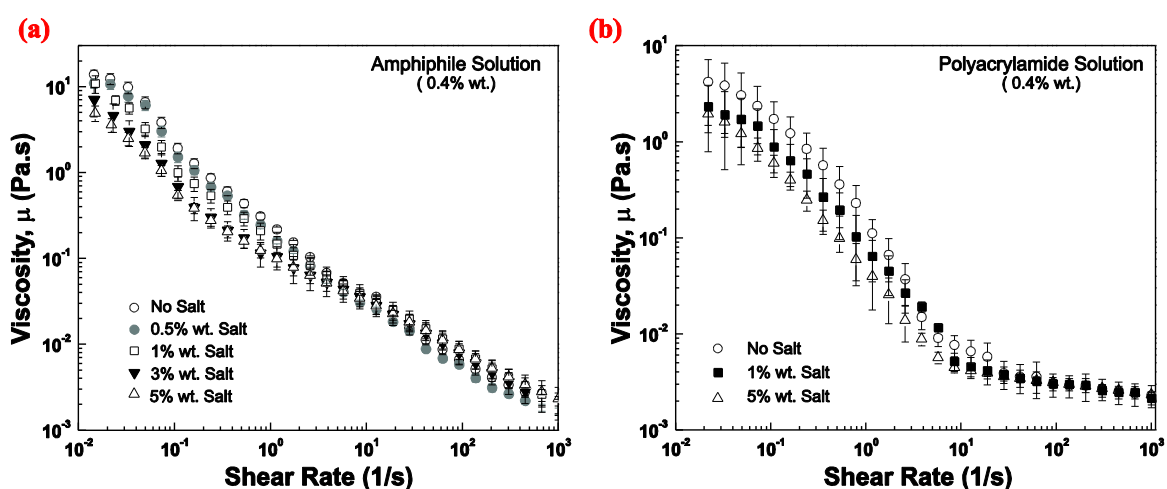 (a)
Amphiphile Solution
( 0.4% wt.)
Viscosity, μ (Pa.s)
10¹
10⁰
10⁻¹
10⁻²
10⁻³
No Salt
0.5% wt. Salt
1% wt. Salt
3% wt. Salt
5% wt. Salt
10⁻² 10⁻¹ 10⁰ 10¹ 10² 10³
Shear Rate (1/s)
(b)
Polyacrylamide Solution
( 0.4% wt.)
Viscosity, μ (Pa.s)
10¹
10⁰
10⁻¹
10⁻²
10⁻³
No Salt
1% wt. Salt
5% wt. Salt
10⁻² 10⁻¹ 10⁰ 10¹ 10² 10³
Shear Rate (1/s)